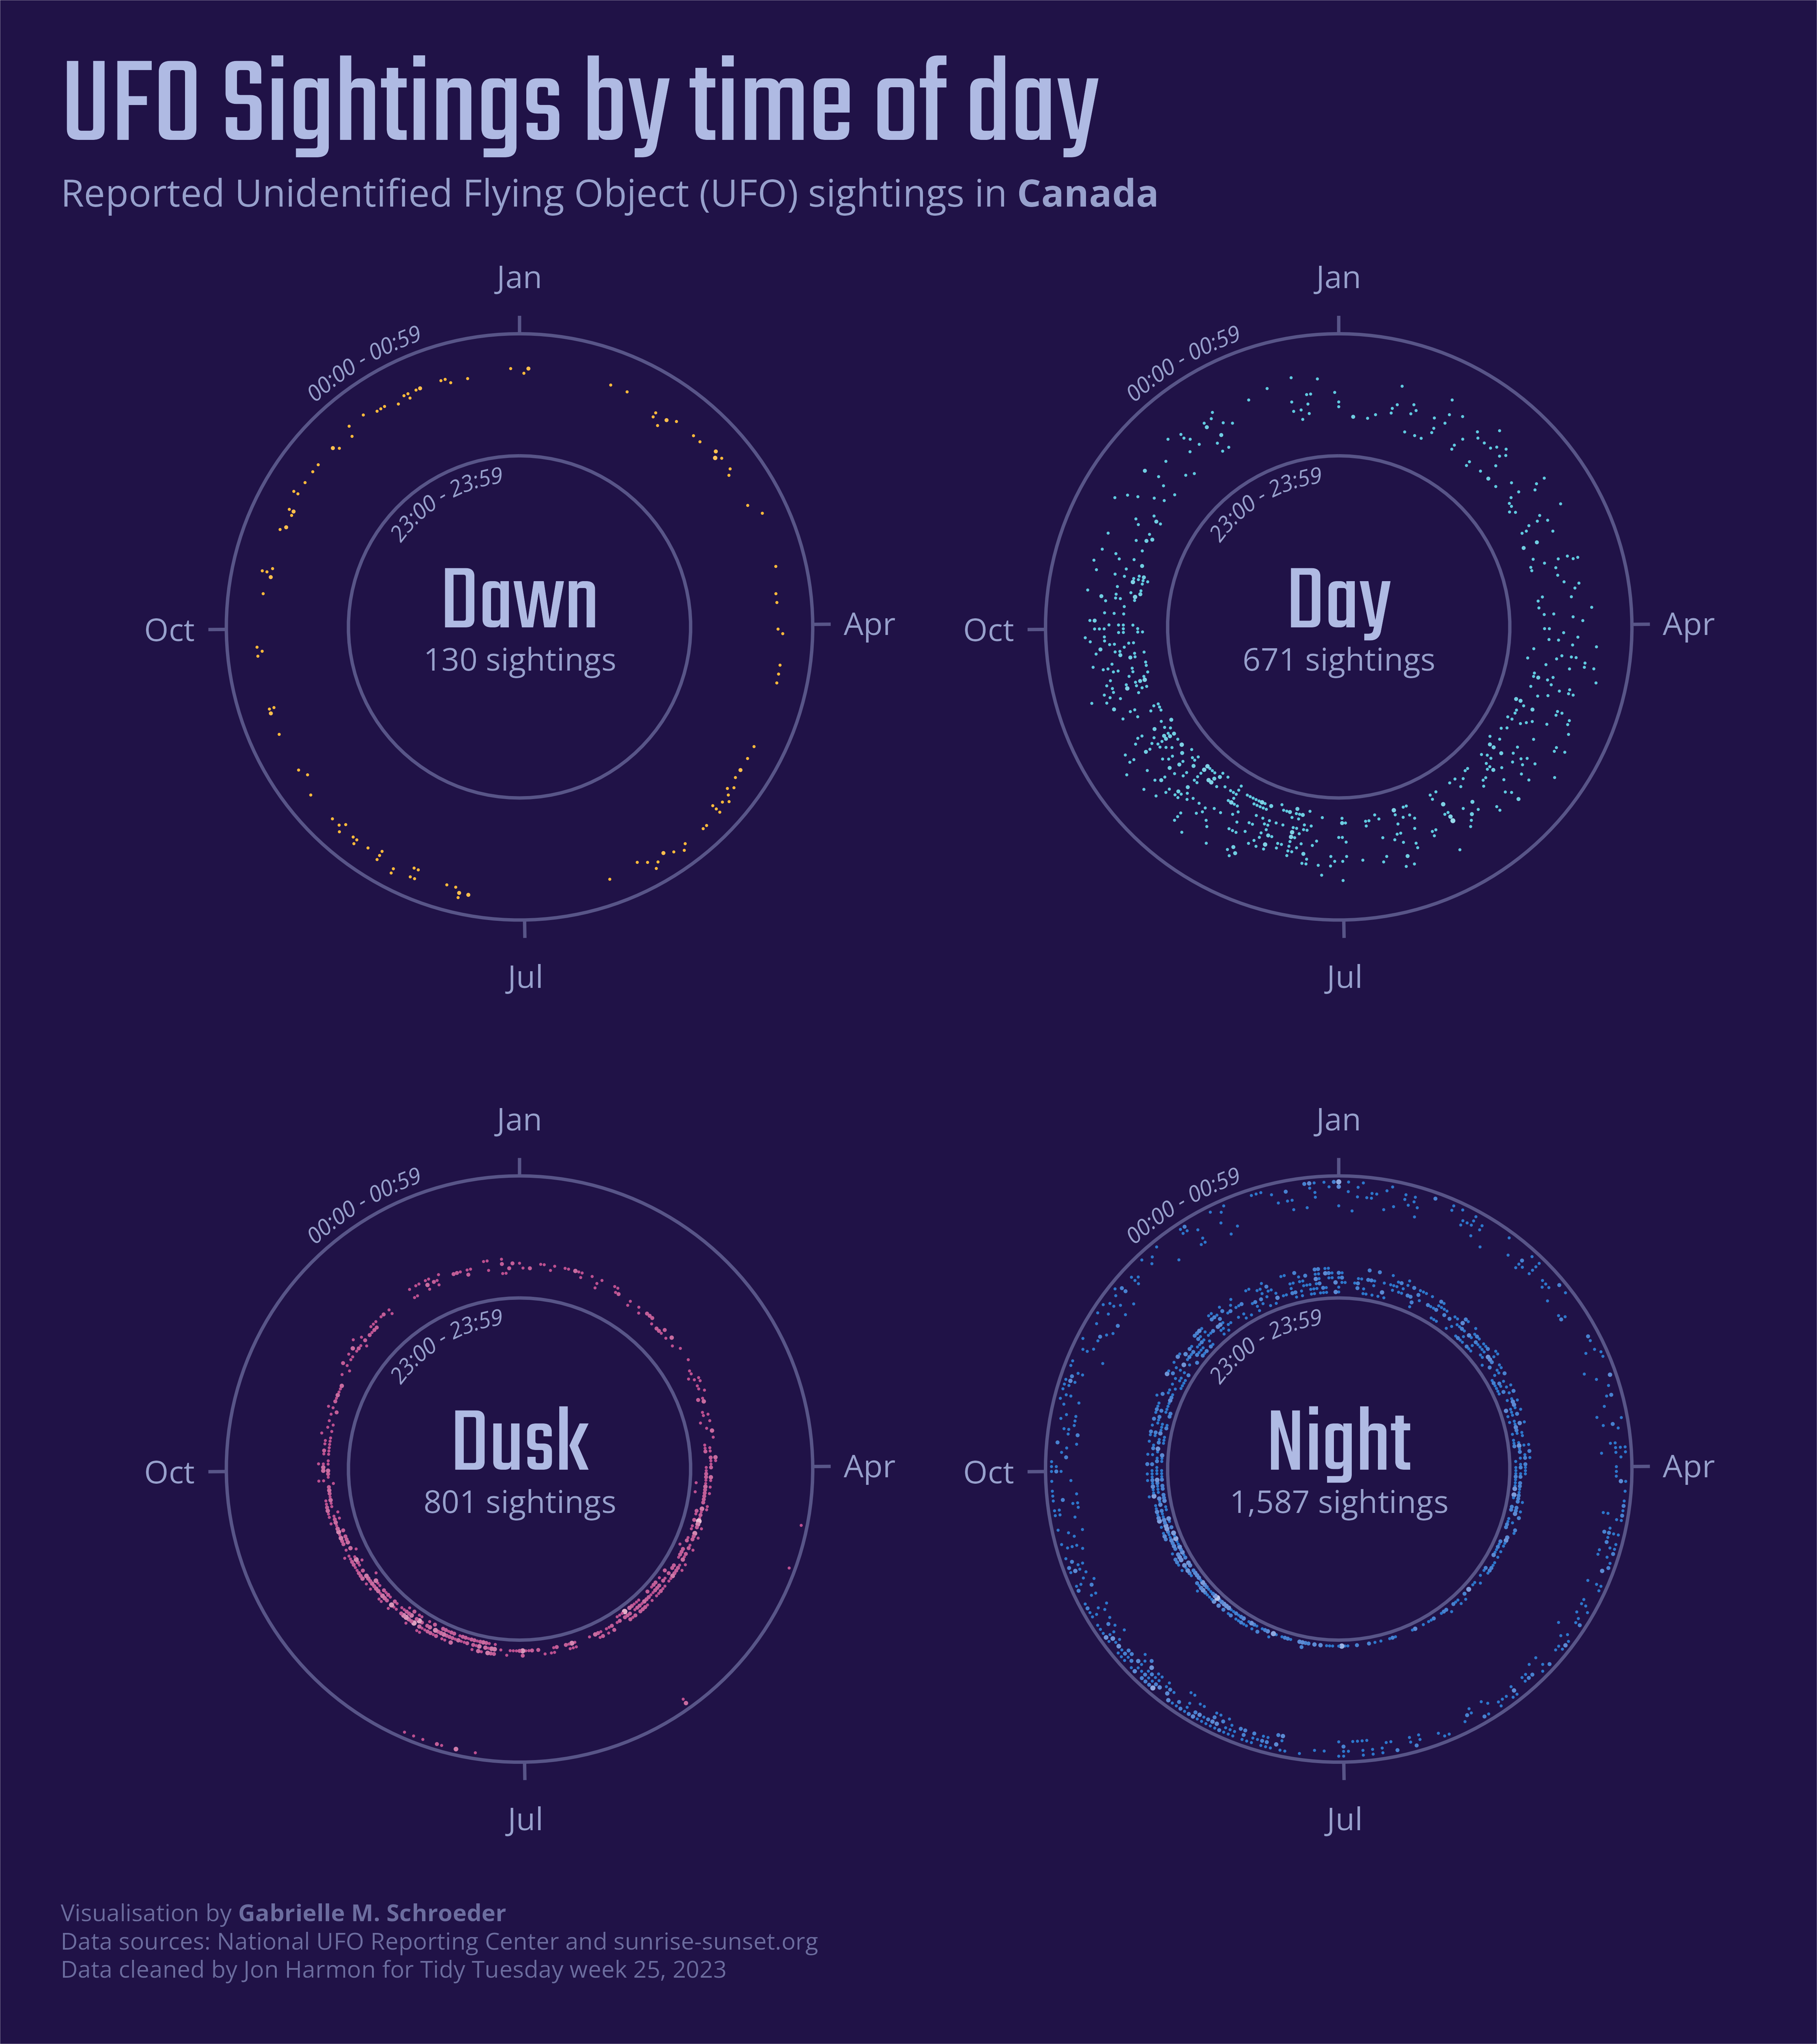 UFO Sightings by time of day
Reported Unidentified Flying Object (UFO) sightings in Canada
Jan
00:00 - 00:59
23:00 - 23:59
Dawn
130 sightings
Oct
Apr
Jul
Jan
00:00 - 00:59
23:00 - 23:59
Day
671 sightings
Oct
Apr
Jul
Jan
00:00 - 00:59
23:00 - 23:59
Dusk
801 sightings
Oct
Apr
Jul
Jan
00:00 - 00:59
23:00 - 23:59
Night
1,587 sightings
Oct
Apr
Jul
Visualisation by Gabrielle M. Schroeder
Data sources: National UFO Reporting Center and sunrise-sunset.org
Data cleaned by Jon Harmon for Tidy Tuesday week 25, 2023